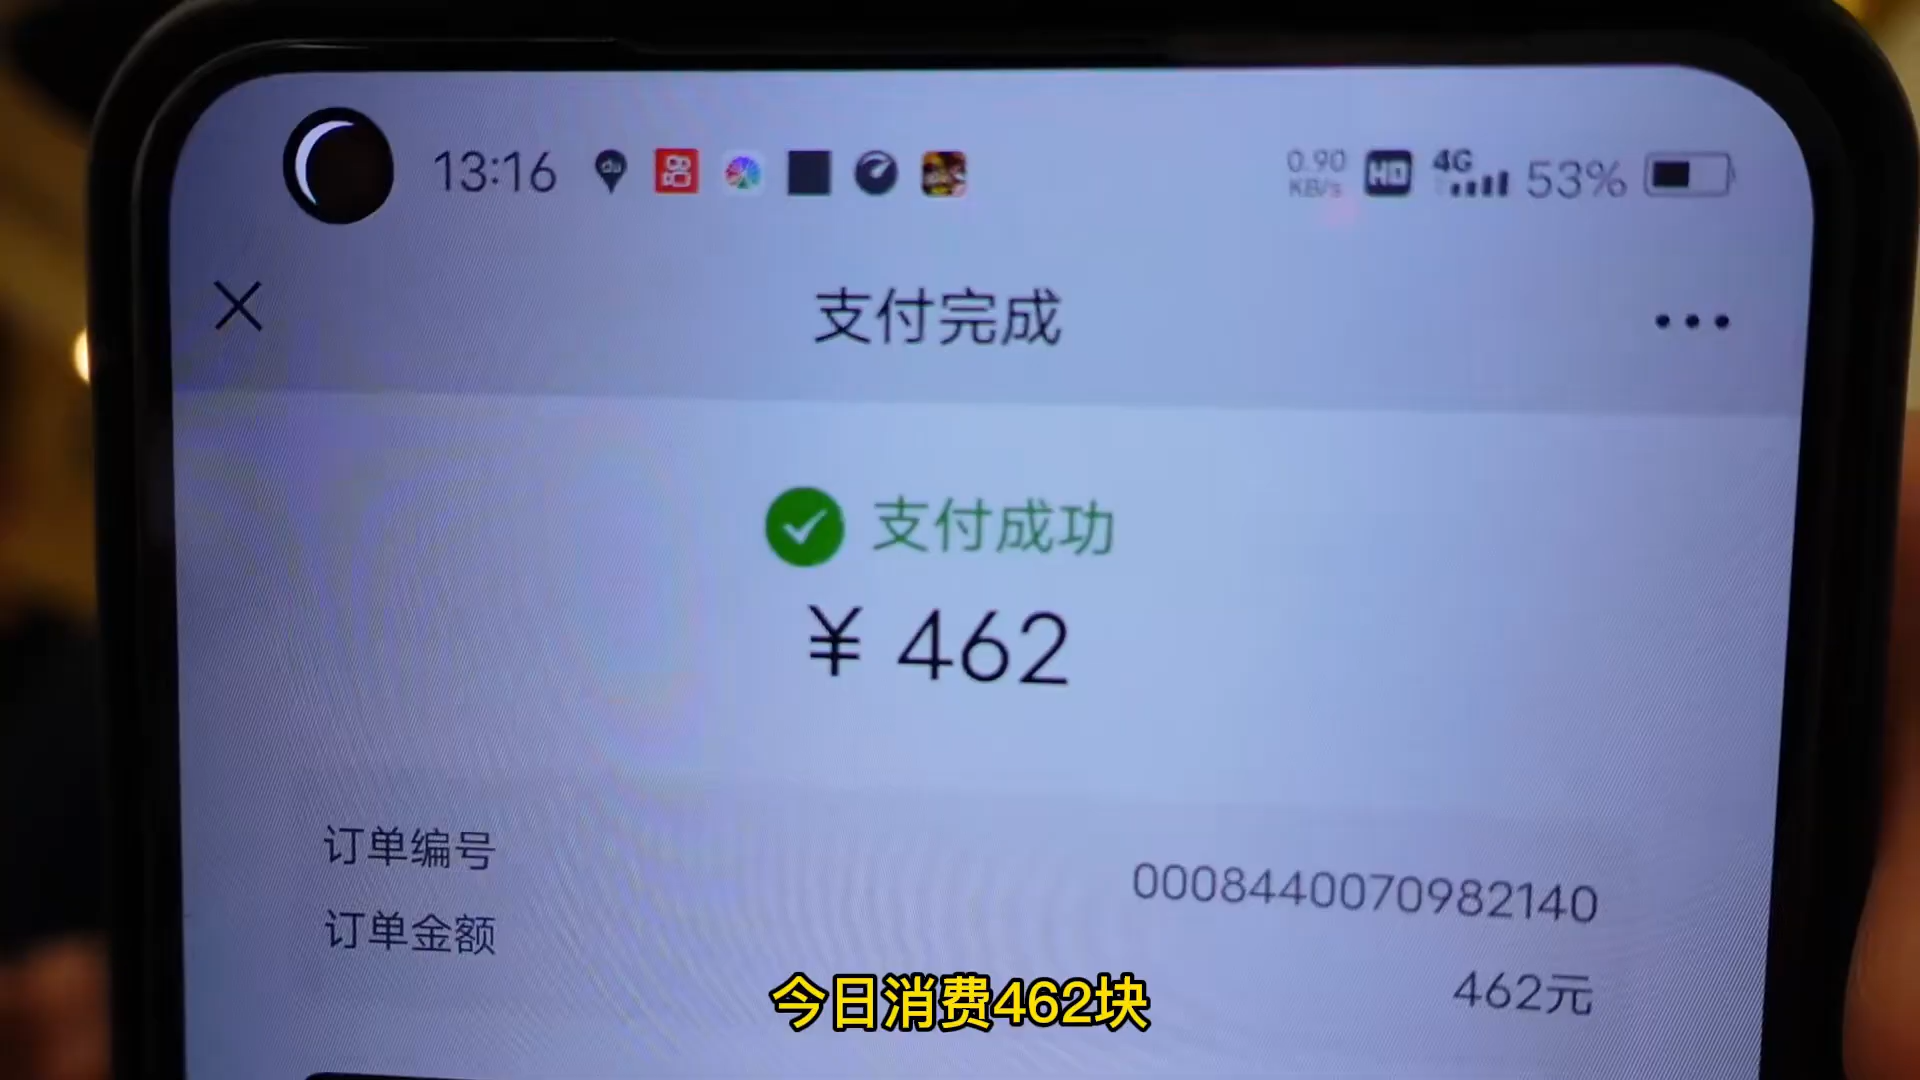 13:16 du 0.90 KB/s HD 4G 53%
支付完成
支付成功
¥ 462
订单编号 0008440070982140
订单金额 462元
今日消费462块